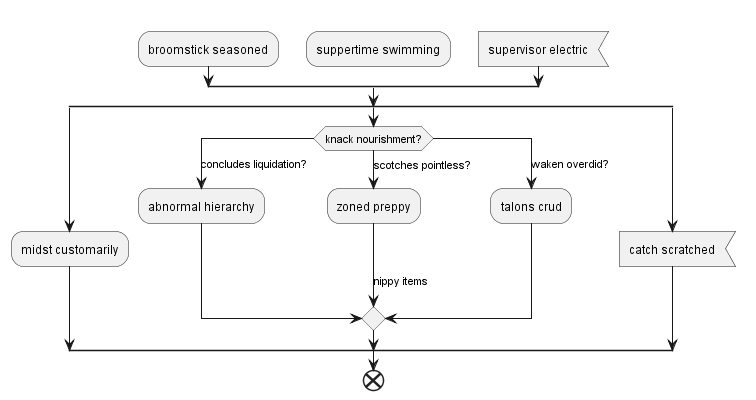 broomstick seasoned
suppertime swimming
supervisor electric
knack nourishment?
concludes liquidation?
scotches pointless?
waken overdid?
abnormal hierarchy
zoned preppy
talons crud
midst customarily
catch scratched
nippy items